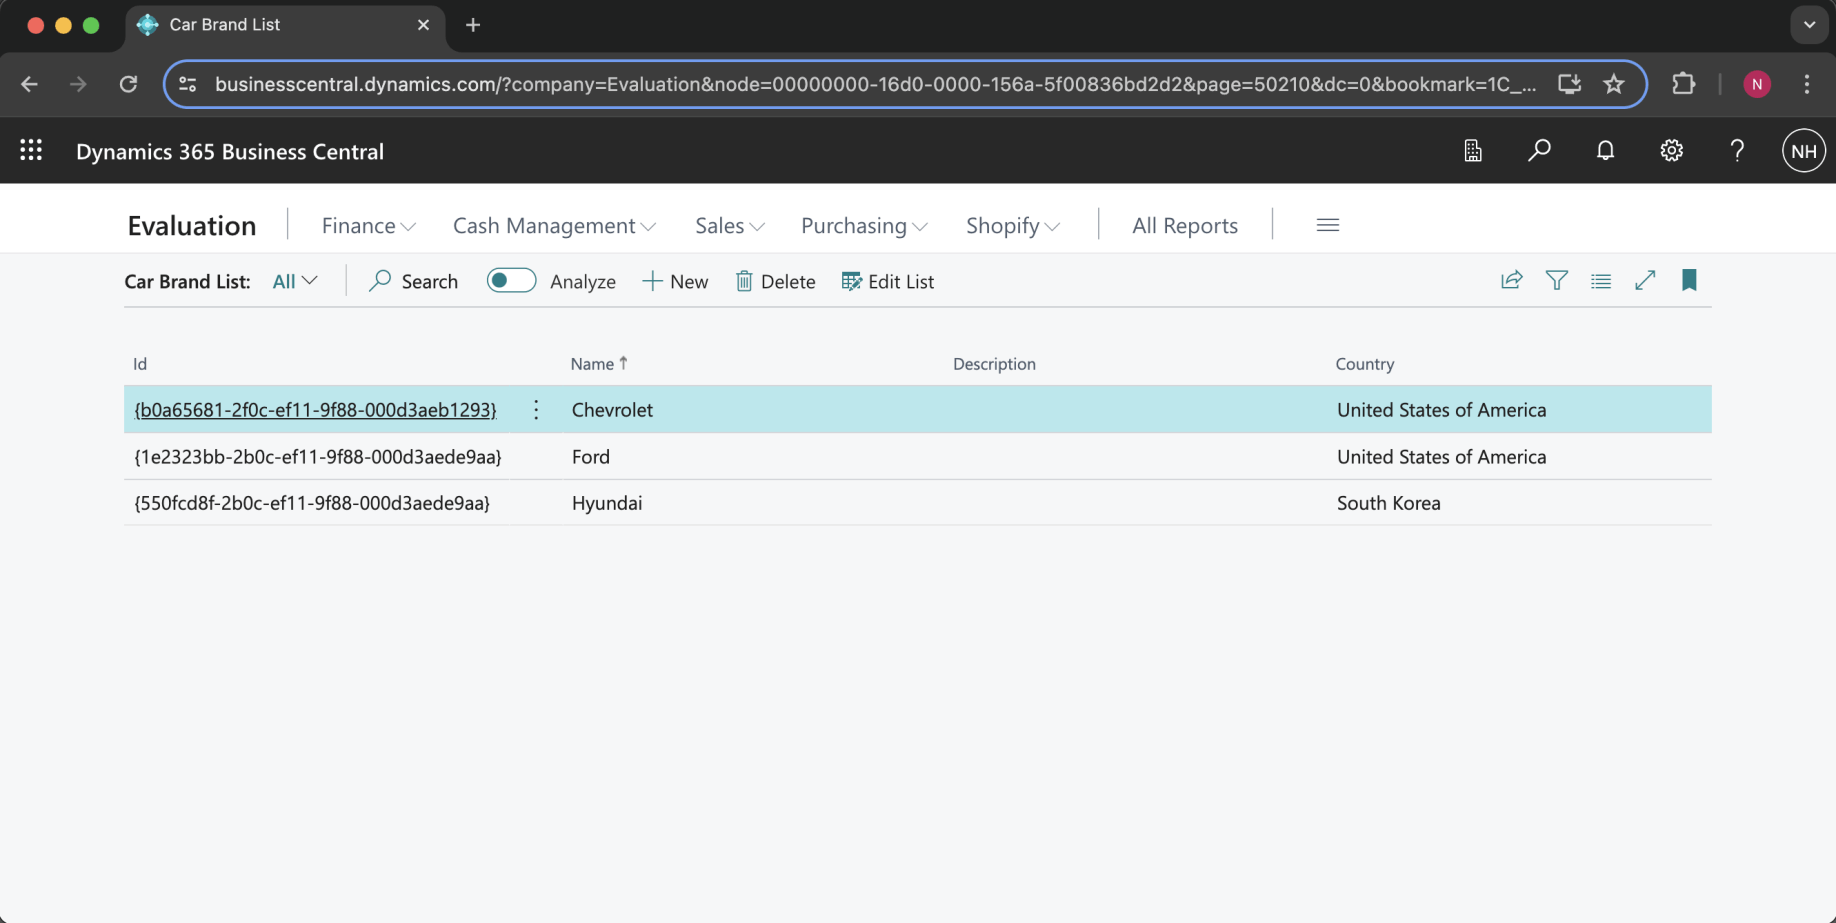 Car Brand List
businesscentral.dynamics.com/?company=Evaluation&node=00000000-16d0-0000-156a-5f00836bd2d2&page=50210&dc=0&bookmark=1C_...
N
Dynamics 365 Business Central
NH
Evaluation Finance Cash Management Sales Purchasing Shopify All Reports
Car Brand List: All Search Analyze New Delete Edit List
Id Name Description Country
{b0a65681-2f0c-ef11-9f88-000d3aeb1293} Chevrolet United States of America
{1e2323bb-2b0c-ef11-9f88-000d3aede9aa} Ford United States of America
{550fcd8f-2b0c-ef11-9f88-000d3aede9aa} Hyundai South Korea